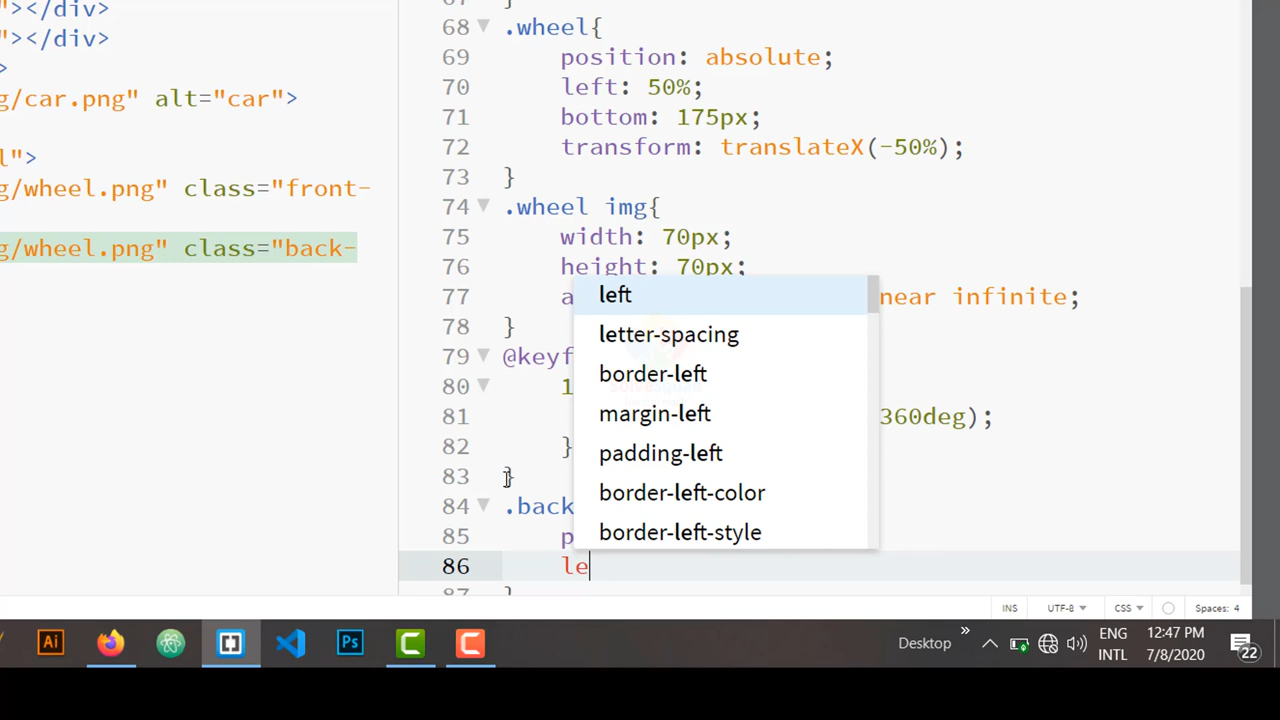 "></div>
"></div>
>
g/car.png" alt="car">
l">
g/wheel.png" class="front-
g/wheel.png" class="back-
68 .wheel{
69 position: absolute;
70 left: 50%;
71 bottom: 175px;
72 transform: translateX(-50%);
73 }
74 .wheel img{
75 width: 70px;
76 height: 70px;
77 a near infinite;
78 }
79 @keyf
80 1
81 360deg);
82 }
83 }
84 .back
85 p
86 le
87 }
left
letter-spacing
border-left
margin-left
padding-left
border-left-color
border-left-style
INS UTF-8 CSS Spaces: 4
Ai Ps C C Desktop » ENG INTL 12:47 PM 7/8/2020 22